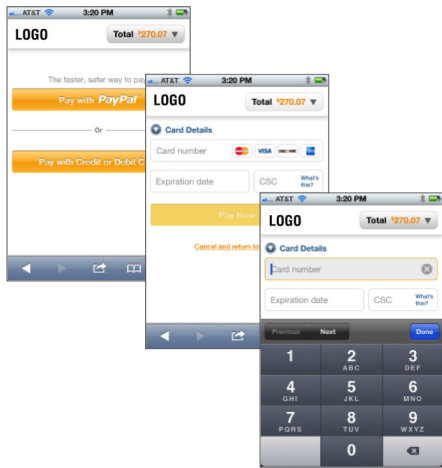 AT&T 3:20 PM
LOGO Total $270.07 ▼
The faster, safer way to pay
Pay with PayPal
Or
Pay with Credit or Debit C
AT&T 3:20 PM
LOGO Total $270.07 ▼
Card Details
Card number MasterCard VISA DISCOVER
Expiration date CSC What's this?
Pay Now
Cancel and return to
AT&T 3:20 PM
LOGO Total $270.07 ▼
Card Details
Card number
Expiration date CSC What's this?
Previous Next Done
1 2 ABC 3 DEF
4 GHI 5 JKL 6 MNO
7 PQRS 8 TUV 9 WXYZ
0